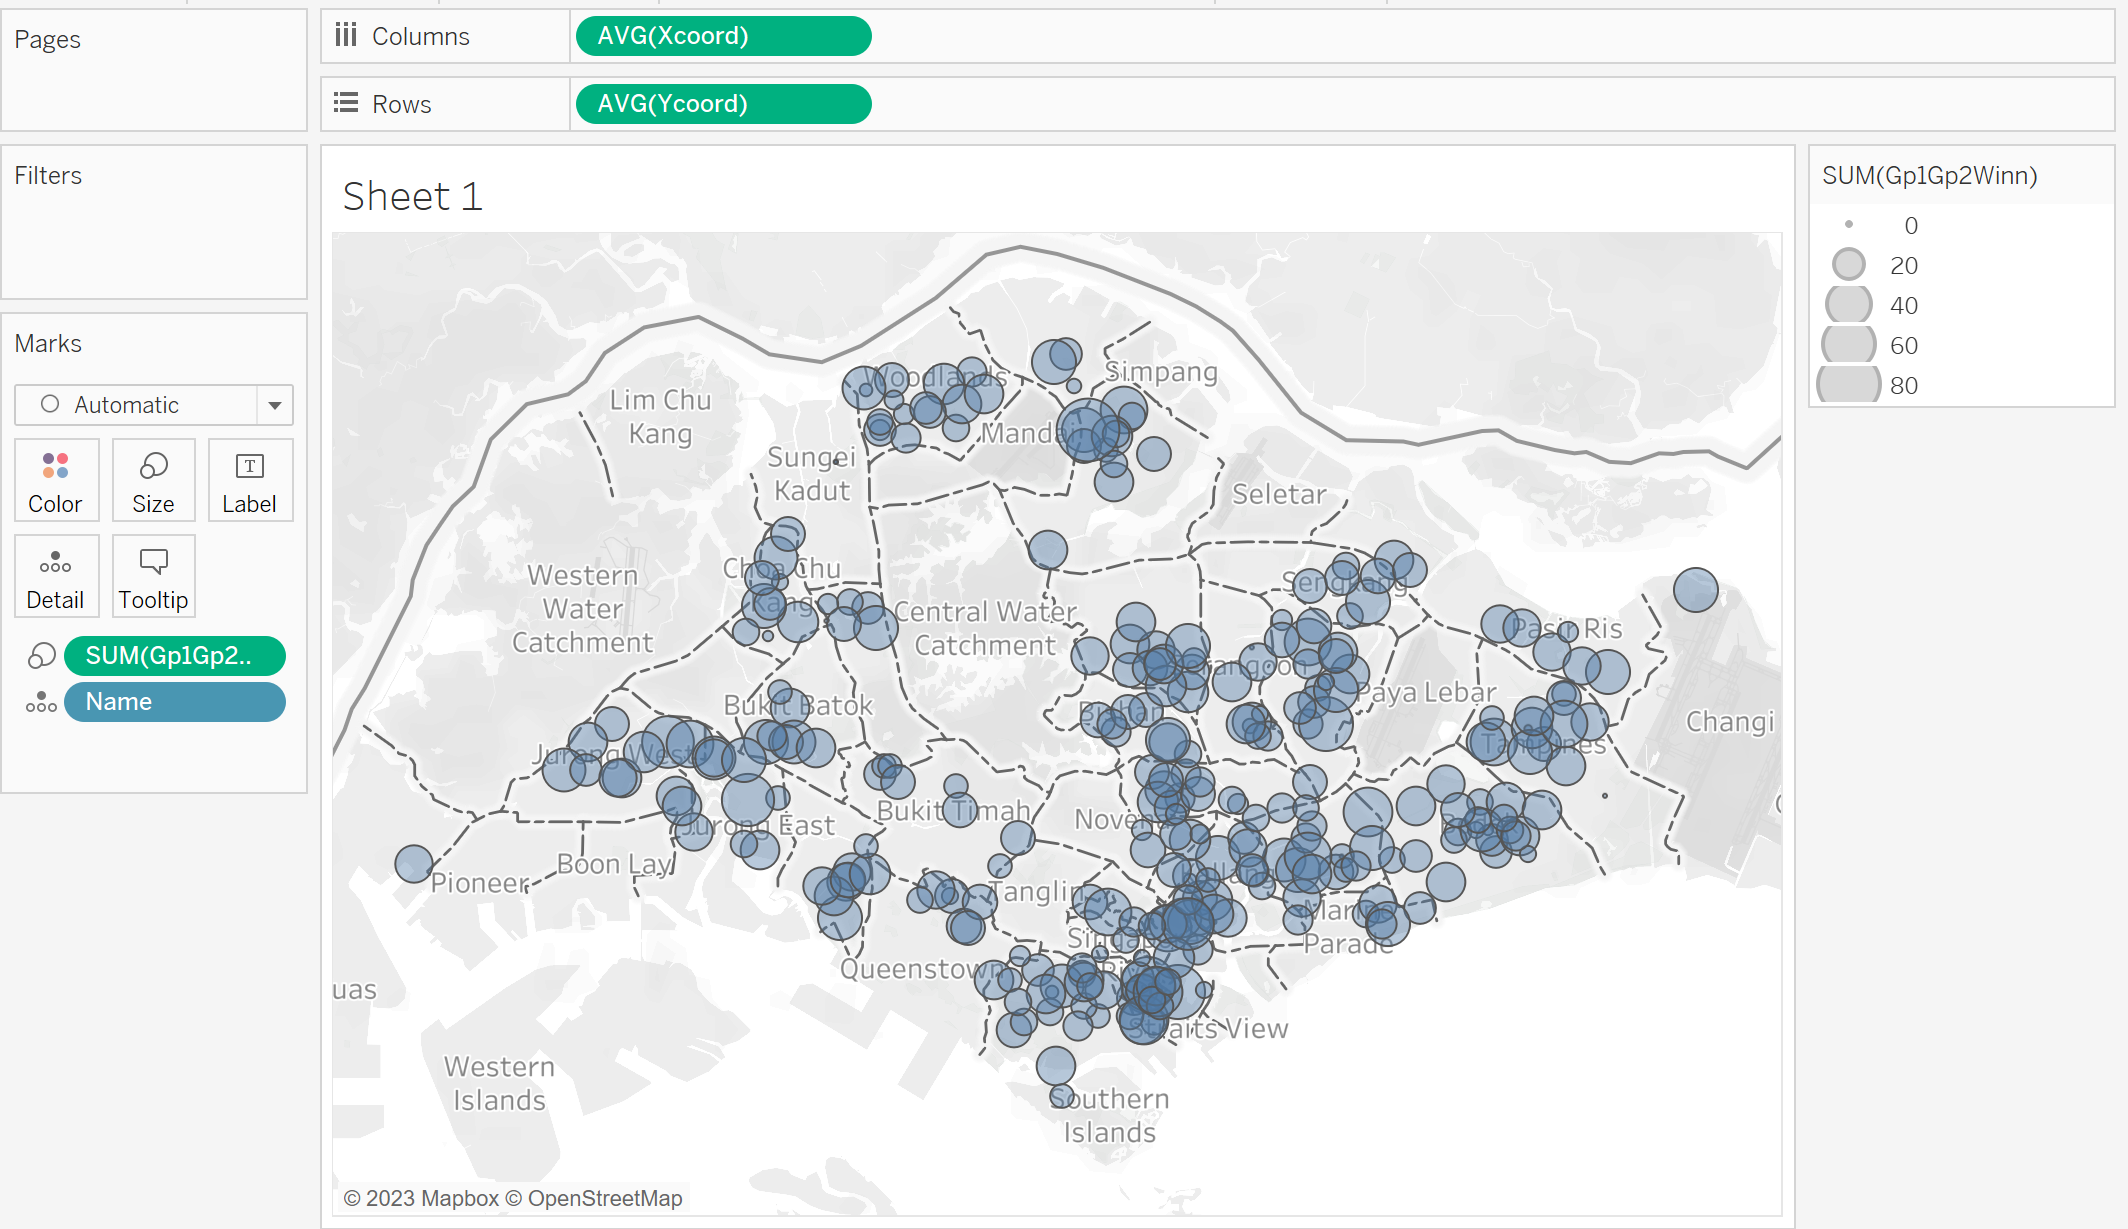 Pages
Columns
AVG(Xcoord)
Rows
AVG(Ycoord)
Filters
Marks
Automatic
Color
Size
Label
Detail
Tooltip
SUM(Gp1Gp2..
Name
Sheet 1
Woodlands
Simpang
Lim Chu
Kang
Mandai
Sungei
Kadut
Seletar
Western
Water
Catchment
Choa Chu
Kang
Sengkang
Central Water
Catchment
Pasir Ris
Serangoon
Paya Lebar
Bukit Batok
Bishan
Changi
Jurong West
Tampines
Bukit Timah
Novena
Jurong East
Boon Lay
Pioneer
Kallang
Tanglin
Marine
Parade
Singapore
River
Queenstown
uas
Straits View
Western
Islands
Southern
Islands
© 2023 Mapbox © OpenStreetMap
SUM(Gp1Gp2Winn)
0
20
40
60
80